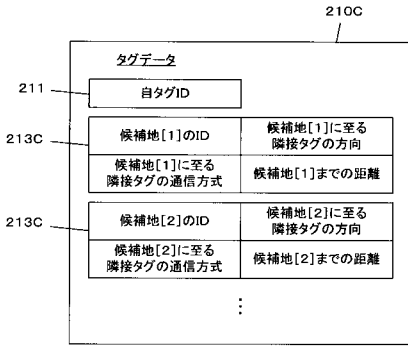 210C
タグデータ
211
自タグID
213C
候補地[1]のID
候補地[1]に至る
隣接タグの方向
候補地[1]に至る
隣接タグの通信方式
候補地[1]までの距離
213C
候補地[2]のID
候補地[2]に至る
隣接タグの方向
候補地[2]に至る
隣接タグの通信方式
候補地[2]までの距離
⋮